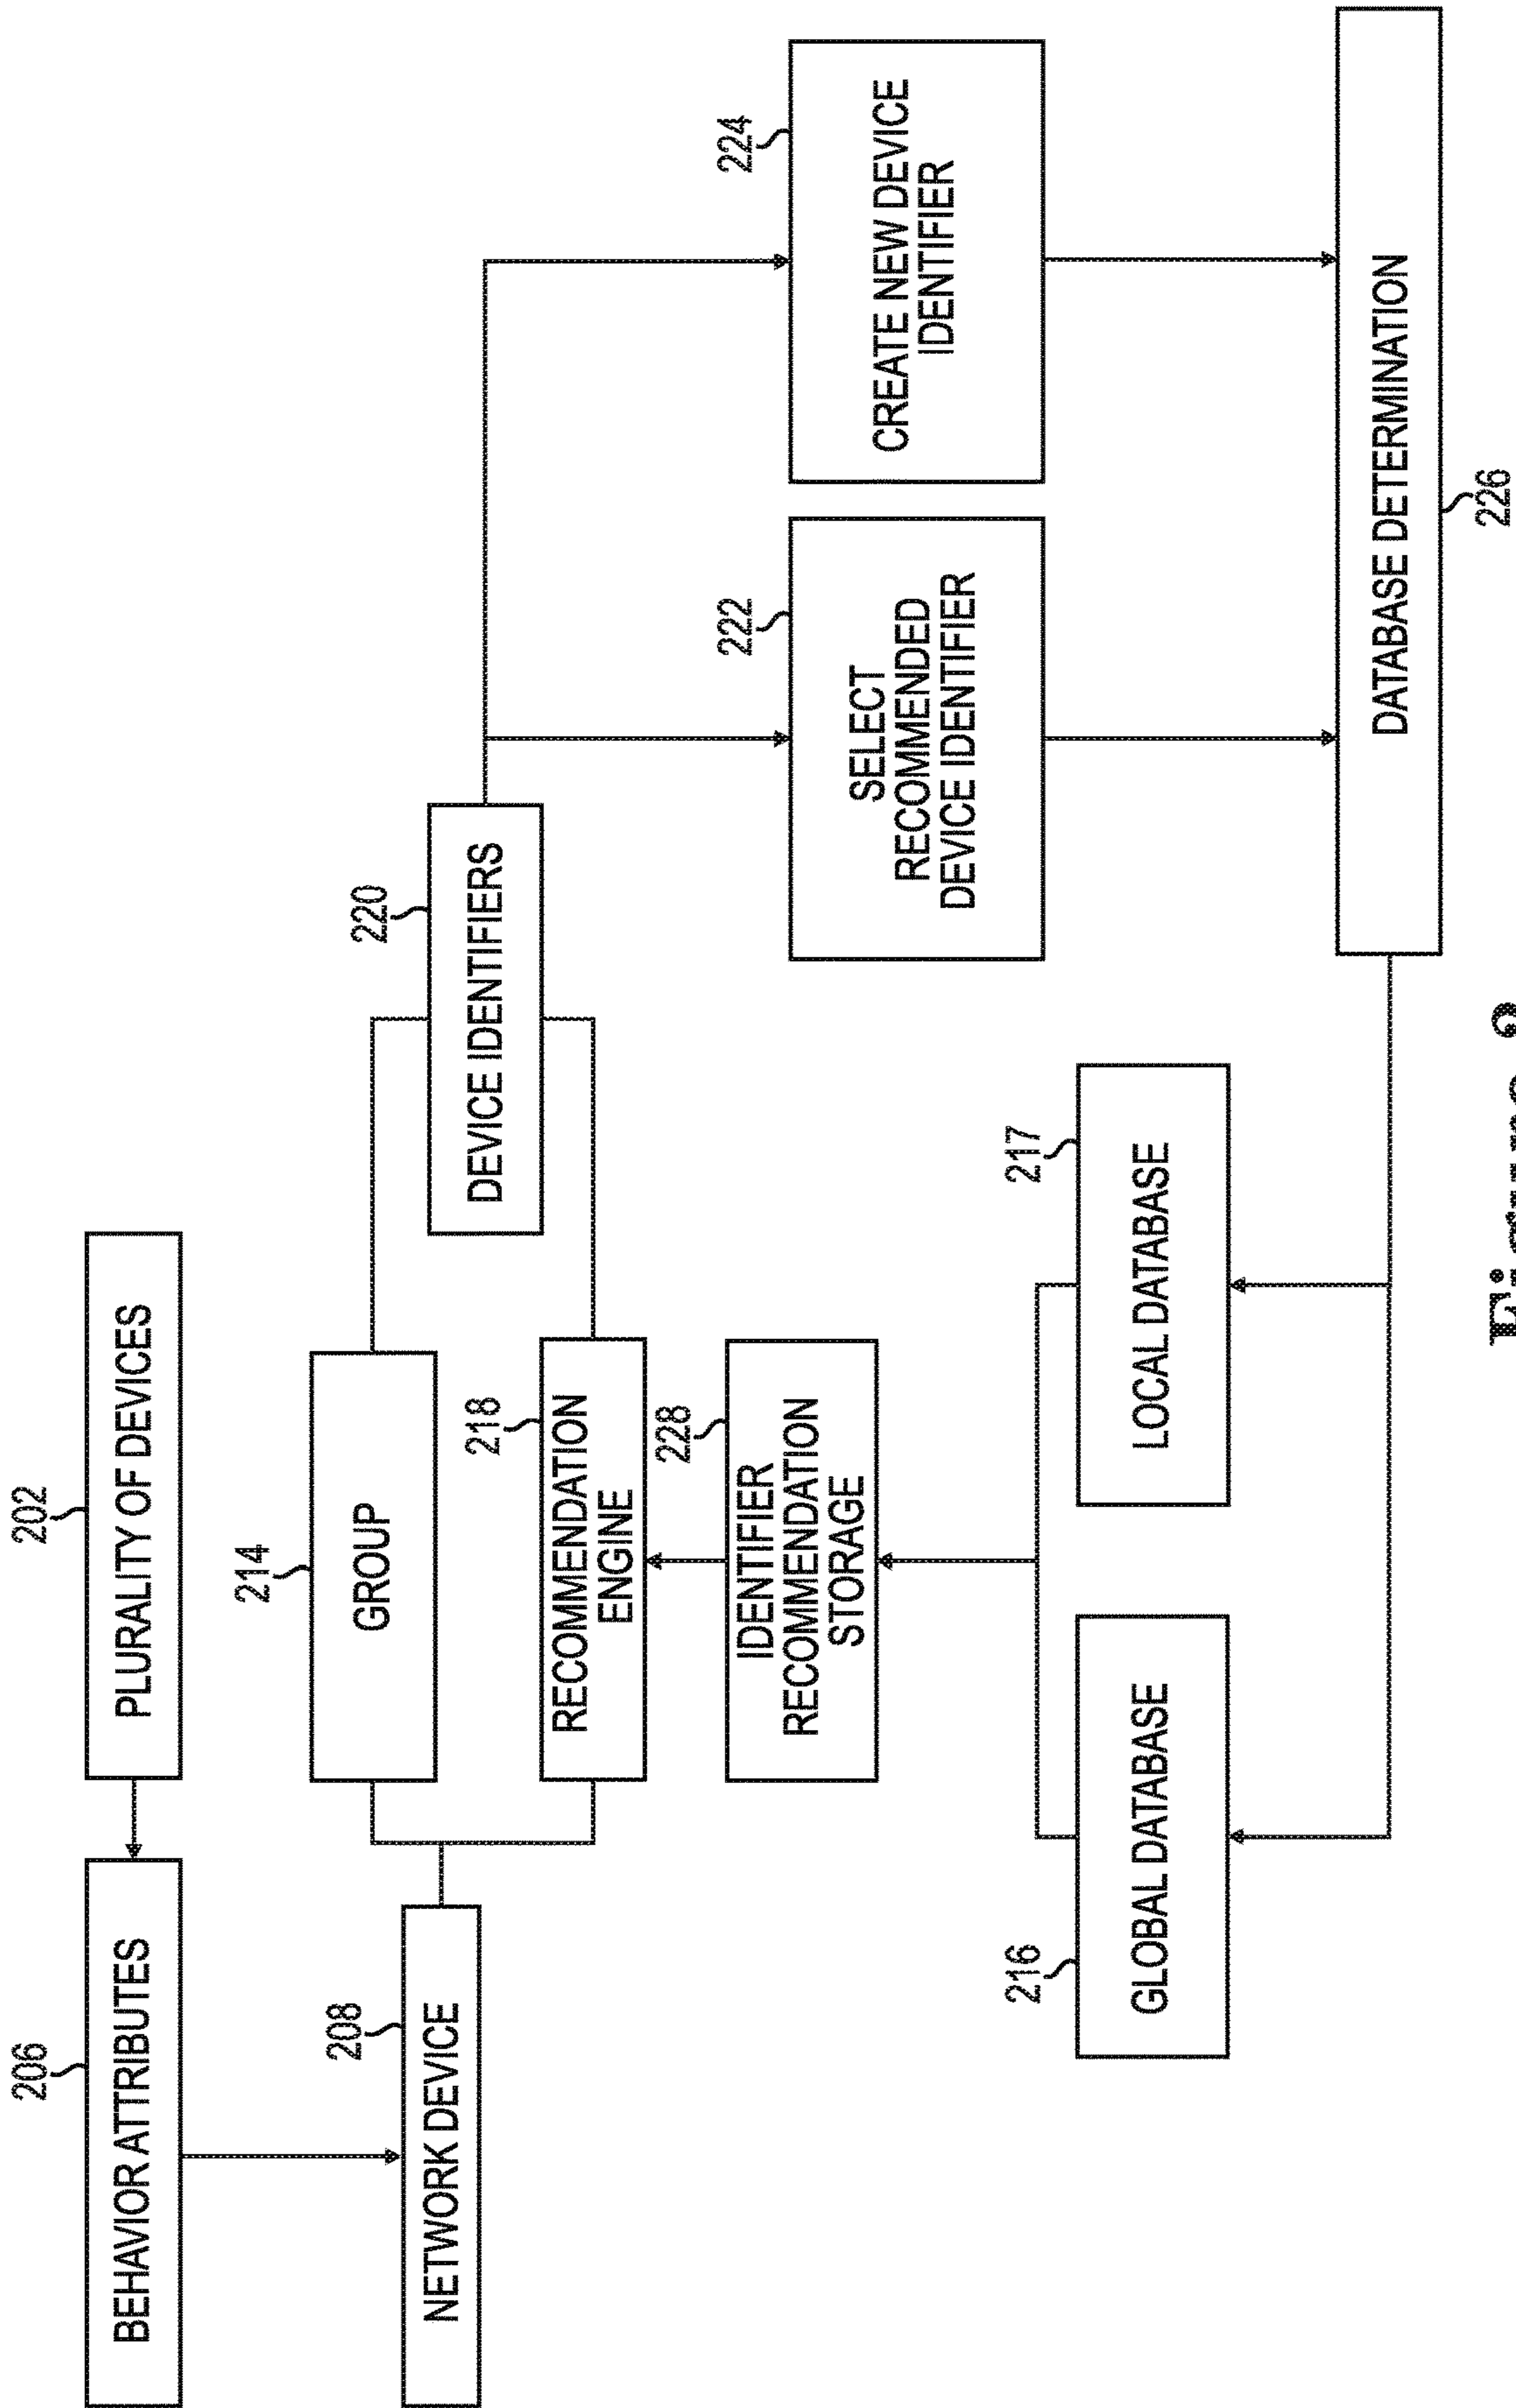 206
BEHAVIOR ATTRIBUTES
202
PLURALITY OF DEVICES
208
NETWORK DEVICE
214
GROUP
218
RECOMMENDATION
ENGINE
220
DEVICE IDENTIFIERS
228
IDENTIFIER
RECOMMENDATION
STORAGE
222
SELECT
RECOMMENDED
DEVICE IDENTIFIER
224
CREATE NEW DEVICE
IDENTIFIER
216
GLOBAL DATABASE
217
LOCAL DATABASE
DATABASE DETERMINATION
226
Figure 2